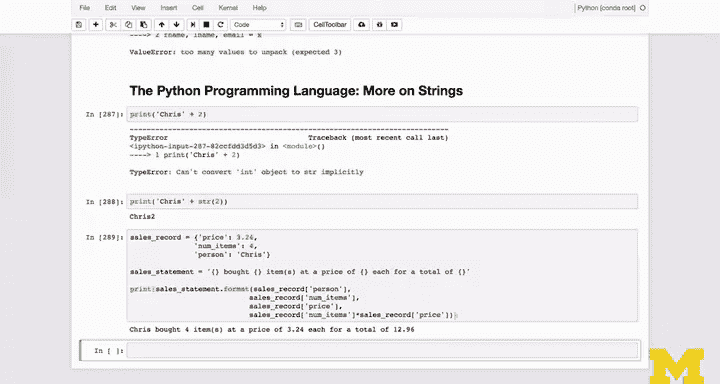 File Edit View Insert Cell Kernel Help
Python [conda root]
Code
CellToolbar
----> 2 fname, lname, email = x
ValueError: too many values to unpack (expected 3)
The Python Programming Language: More on Strings
In [287]: print('Chris' + 2)
TypeError Traceback (most recent call last)
<ipython-input-287-82ccfdd3d5d3> in <module>()
----> 1 print('Chris' + 2)
TypeError: Can't convert 'int' object to str implicitly
In [288]: print('Chris' + str(2))
Chris2
In [289]: sales_record = {'price': 3.24,
'num_items': 4,
'person': 'Chris'}
sales_statement = '{} bought {} item(s) at a price of {} each for a total of {}'
print(sales_statement.format(sales_record['person'],
sales_record['num_items'],
sales_record['price'],
sales_record['num_items']*sales_record['price']))
Chris bought 4 item(s) at a price of 3.24 each for a total of 12.96
In [ ]:
M